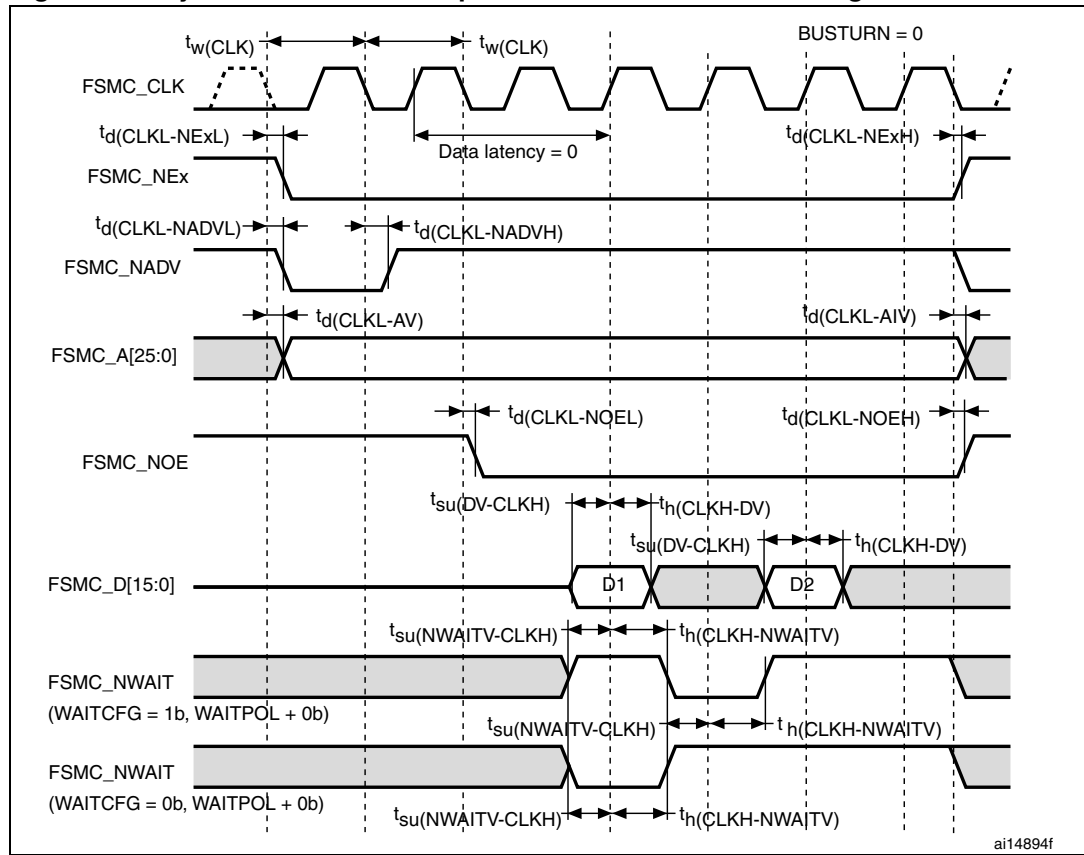 BUSTURN = 0
tw(CLK) tw(CLK)
FSMC_CLK
td(CLKL-NExL) Data latency = 0 td(CLKL-NExH)
FSMC_NEx
td(CLKL-NADVL) td(CLKL-NADVH)
FSMC_NADV
td(CLKL-AV) td(CLKL-AIV)
FSMC_A[25:0]
td(CLKL-NOEL) td(CLKL-NOEH)
FSMC_NOE
tsu(DV-CLKH) th(CLKH-DV)
tsu(DV-CLKH) th(CLKH-DV)
FSMC_D[15:0] D1 D2
tsu(NWAITV-CLKH) th(CLKH-NWAITV)
FSMC_NWAIT
(WAITCFG = 1b, WAITPOL + 0b)
tsu(NWAITV-CLKH) th(CLKH-NWAITV)
FSMC_NWAIT
(WAITCFG = 0b, WAITPOL + 0b)
tsu(NWAITV-CLKH) th(CLKH-NWAITV)
ai14894f